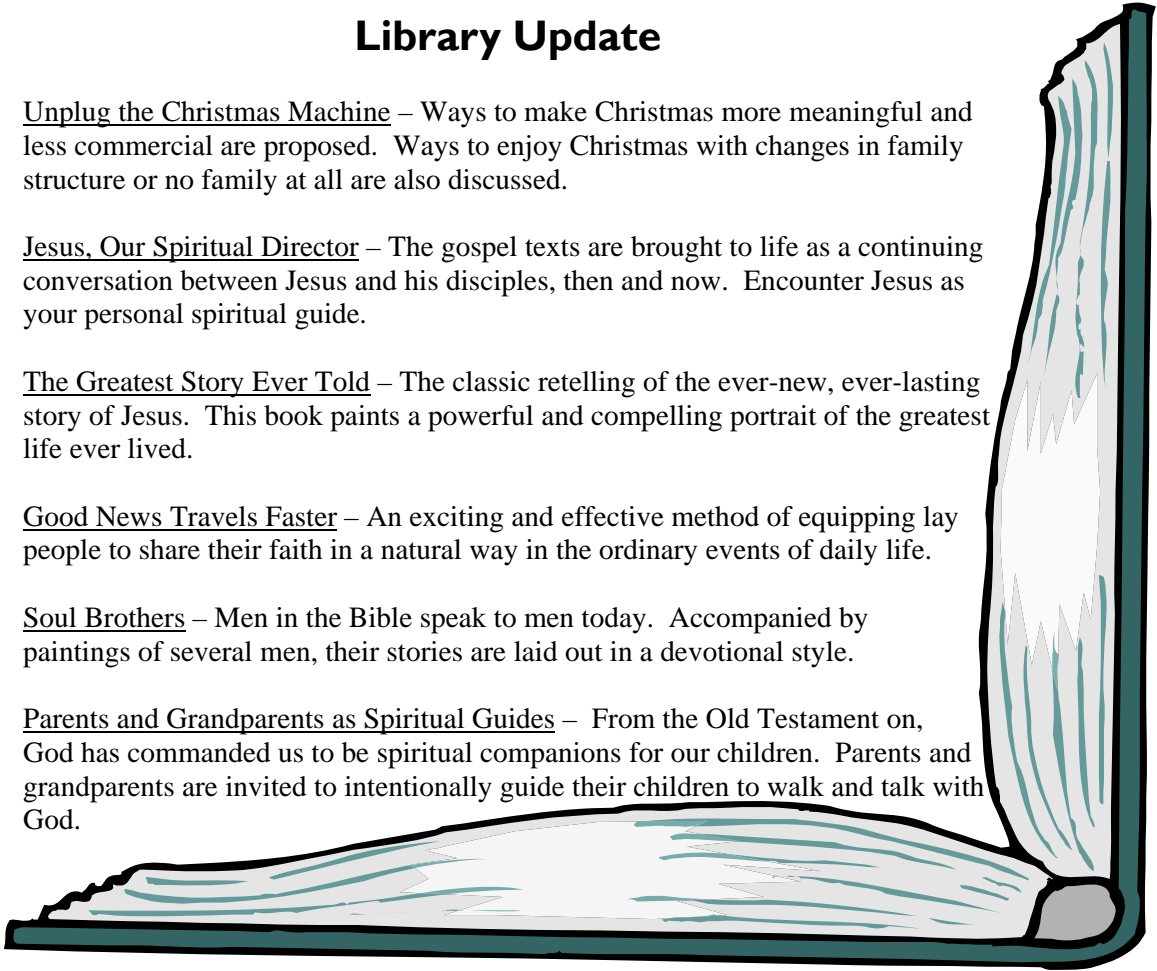 Library Update
Unplug the Christmas Machine – Ways to make Christmas more meaningful and
less commercial are proposed.  Ways to enjoy Christmas with changes in family
structure or no family at all are also discussed.
Jesus, Our Spiritual Director – The gospel texts are brought to life as a continuing
conversation between Jesus and his disciples, then and now.  Encounter Jesus as
your personal spiritual guide.
The Greatest Story Ever Told – The classic retelling of the ever-new, ever-lasting
story of Jesus.  This book paints a powerful and compelling portrait of the greatest
life ever lived.
Good News Travels Faster – An exciting and effective method of equipping lay
people to share their faith in a natural way in the ordinary events of daily life.
Soul Brothers – Men in the Bible speak to men today.  Accompanied by
paintings of several men, their stories are laid out in a devotional style.
Parents and Grandparents as Spiritual Guides –  From the Old Testament on,
God has commanded us to be spiritual companions for our children.  Parents and
grandparents are invited to intentionally guide their children to walk and talk with
God.